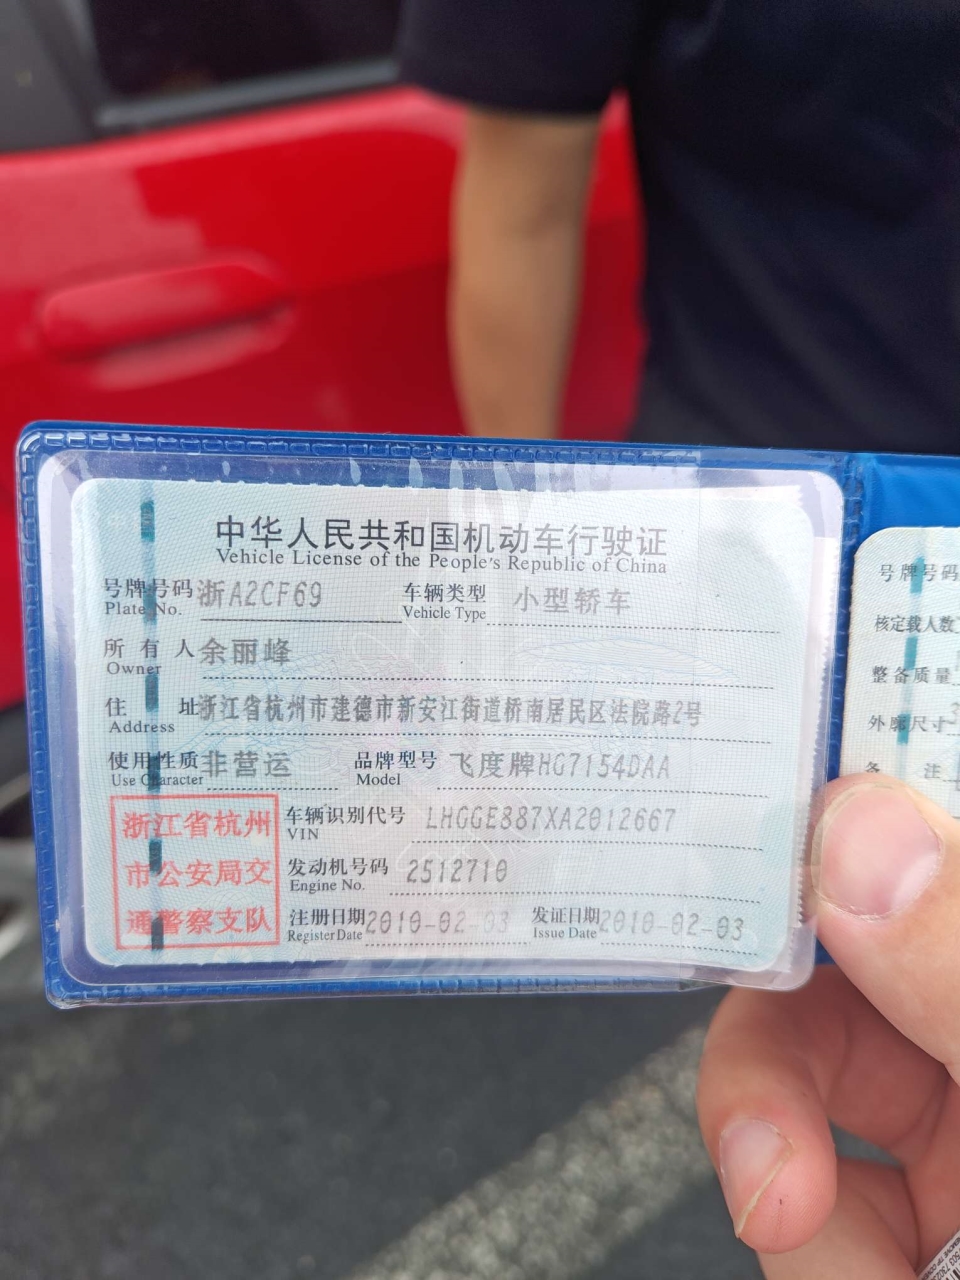 中华人民共和国机动车行驶证
Vehicle License of the People's Republic of China
号牌号码 浙A2CF69 车辆类型 小型轿车
Plate No. Vehicle Type
所有人 余丽峰
Owner
住址 浙江省杭州市建德市新安江街道桥南居民区法院路2号
Address
使用性质 非营运 品牌型号 飞度牌HG7154DAA
Use Character Model
浙江省杭州
市公安局交
通警察支队
车辆识别代号 LHGGE887XA2012667
VIN
发动机号码 2512710
Engine No.
注册日期 2010-02-03 发证日期 2010-02-03
Register Date Issue Date
号牌号码
核定载人数
整备质量
外廓尺寸
备注